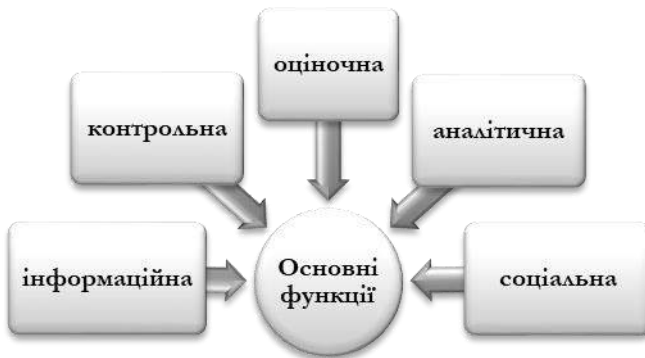 оціночна
контрольна
аналітична
інформаційна
Основні
функції
соціальна